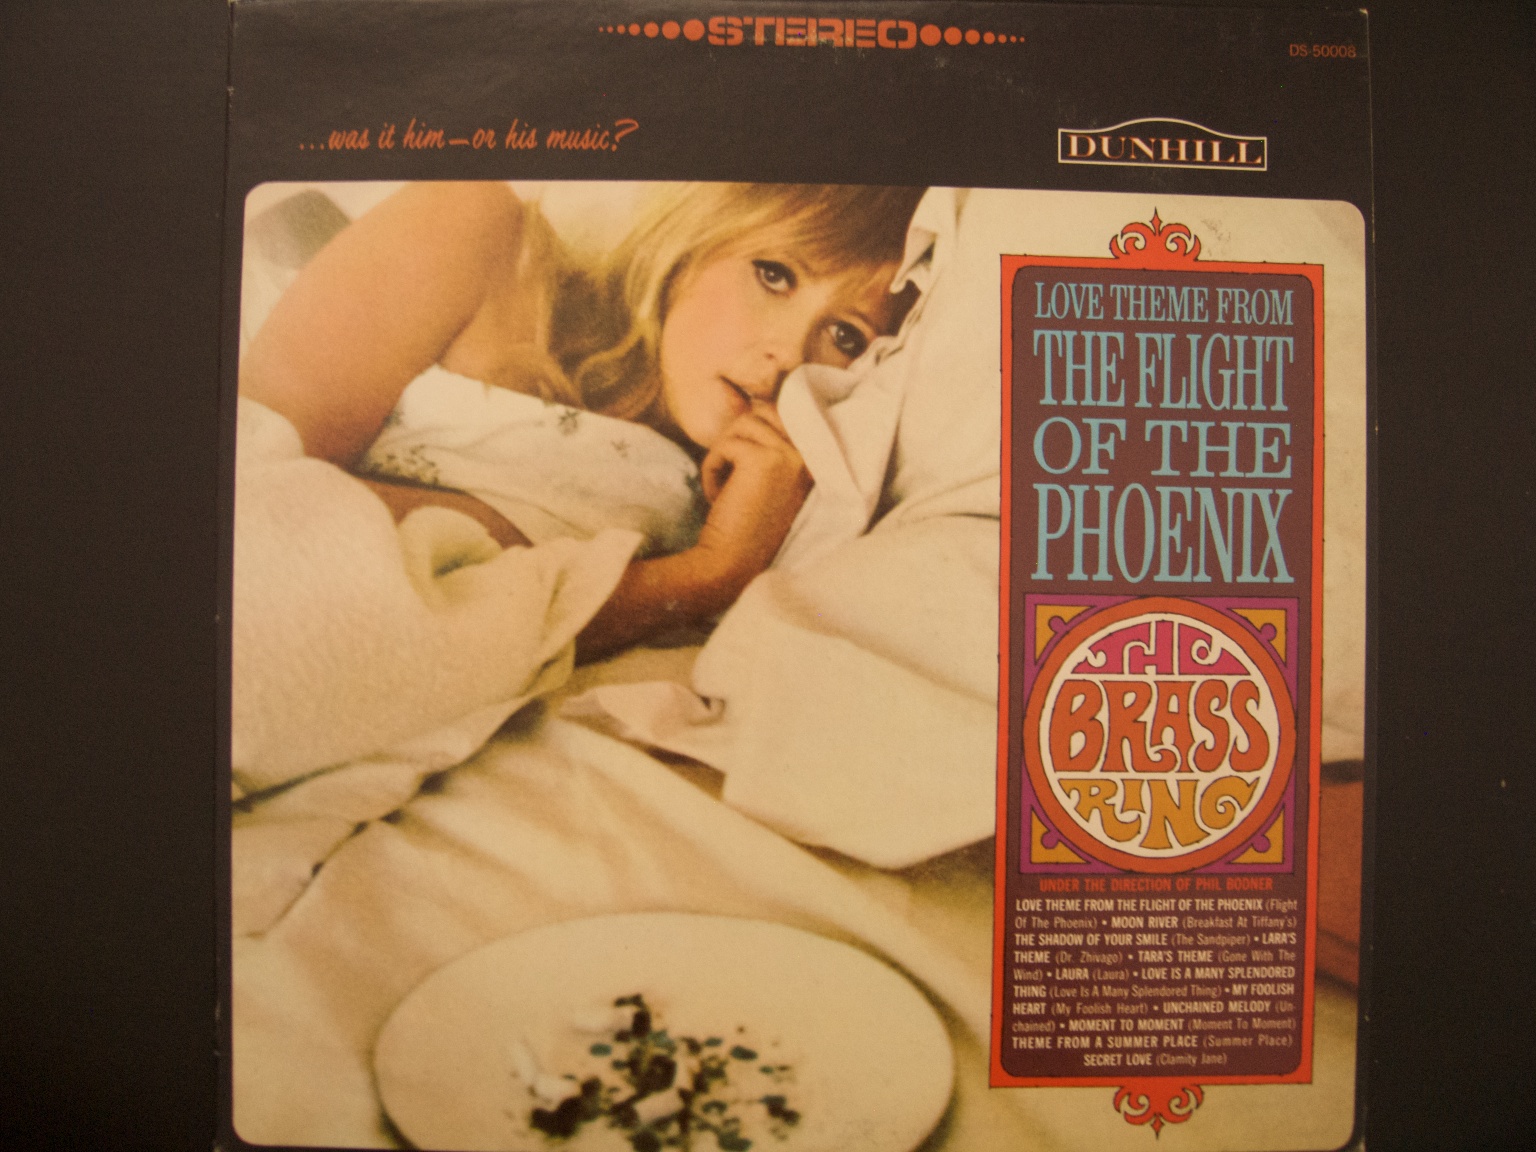 STEREO
DS-50008
...was it him—or his music?
DUNHILL
LOVE THEME FROM
THE FLIGHT
OF THE
PHOENIX
THE
BRASS
RING
UNDER THE DIRECTION OF PHIL BODNER
LOVE THEME FROM THE FLIGHT OF THE PHOENIX (Flight
Of The Phoenix) • MOON RIVER (Breakfast At Tiffany's)
THE SHADOW OF YOUR SMILE (The Sandpiper) • LARA'S
THEME (Dr. Zhivago) • TARA'S THEME (Gone With The
Wind) • LAURA (Laura) • LOVE IS A MANY SPLENDORED
THING (Love Is A Many Splendored Thing) • MY FOOLISH
HEART (My Foolish Heart) • UNCHAINED MELODY (Un
chained) • MOMENT TO MOMENT (Moment To Moment)
THEME FROM A SUMMER PLACE (Summer Place)
SECRET LOVE (Clamity Jane)